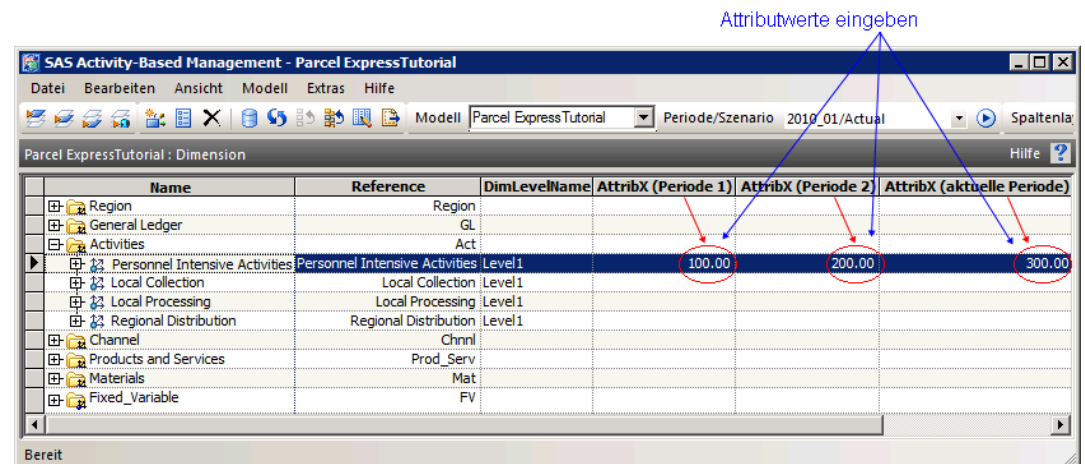 Attributwerte eingeben
SAS Activity-Based Management - Parcel ExpressTutorial
Datei Bearbeiten Ansicht Modell Extras Hilfe
Modell Parcel ExpressTutorial Periode/Szenario 2010_01/Actual Spaltenla
Parcel ExpressTutorial : Dimension Hilfe ?
Name Reference DimLevelName AttribX (Periode 1) AttribX (Periode 2) AttribX (aktuelle Periode)
Region Region
General Ledger GL
Activities Act
Personnel Intensive Activities Personnel Intensive Activities Level1 100.00 200.00 300.00
Local Collection Local Collection Level1
Local Processing Local Processing Level1
Regional Distribution Regional Distribution Level1
Channel Chnnl
Products and Services Prod_Serv
Materials Mat
Fixed_Variable FV
Bereit